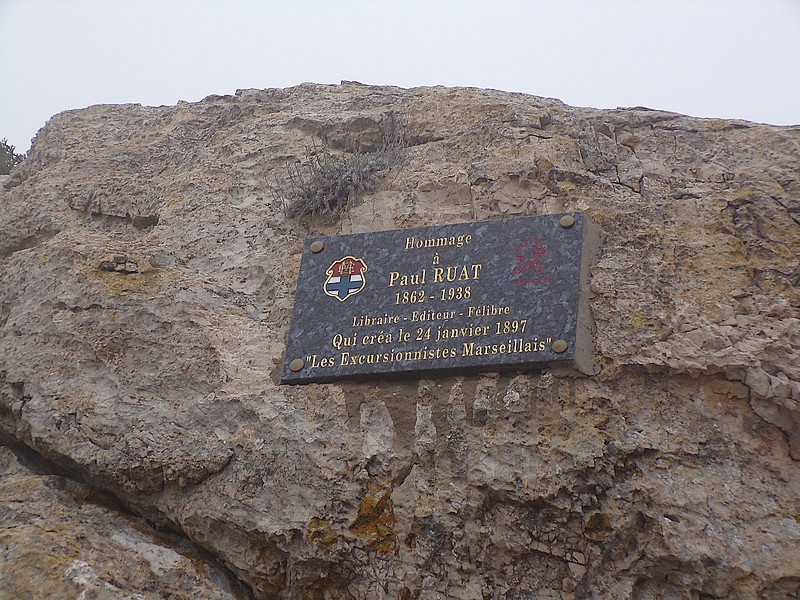 Hommage
à
Paul RUAT
1862 - 1938
Libraire - Editeur - Félibre
Qui créa le 24 janvier 1897
"Les Excursionnistes Marseillais"